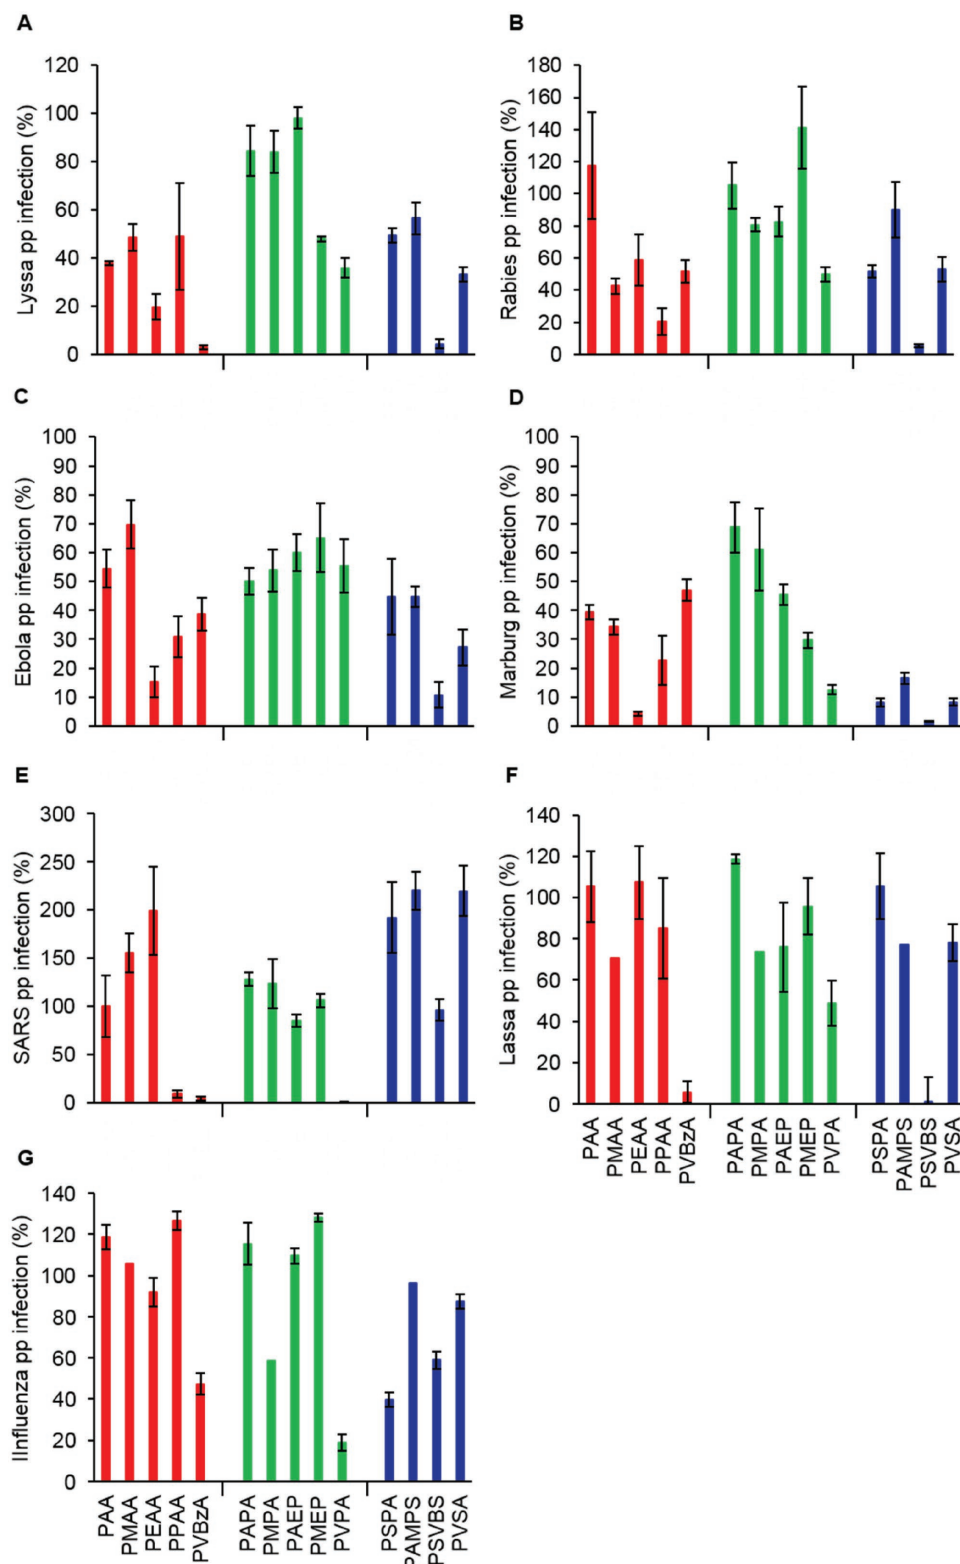 A
Lyssa pp infection (%)
120
100
80
60
40
20
0
B
Rabies pp infection (%)
180
160
140
120
100
80
60
40
20
0
C
Ebola pp infection (%)
100
90
80
70
60
50
40
30
20
10
0
D
Marburg pp infection (%)
100
90
80
70
60
50
40
30
20
10
0
E
SARS pp infection (%)
300
250
200
150
100
50
0
F
Lassa pp infection (%)
140
120
100
80
60
40
20
0
PAA
PMAA
PEAA
PPAA
PVBzA
PAPA
PMPA
PAEP
PMEP
PVPA
PSPA
PAMPS
PSVBS
PVSA
G
IInfluenza pp infection (%)
140
120
100
80
60
40
20
0
PAA
PMAA
PEAA
PPAA
PVBzA
PAPA
PMPA
PAEP
PMEP
PVPA
PSPA
PAMPS
PSVBS
PVSA